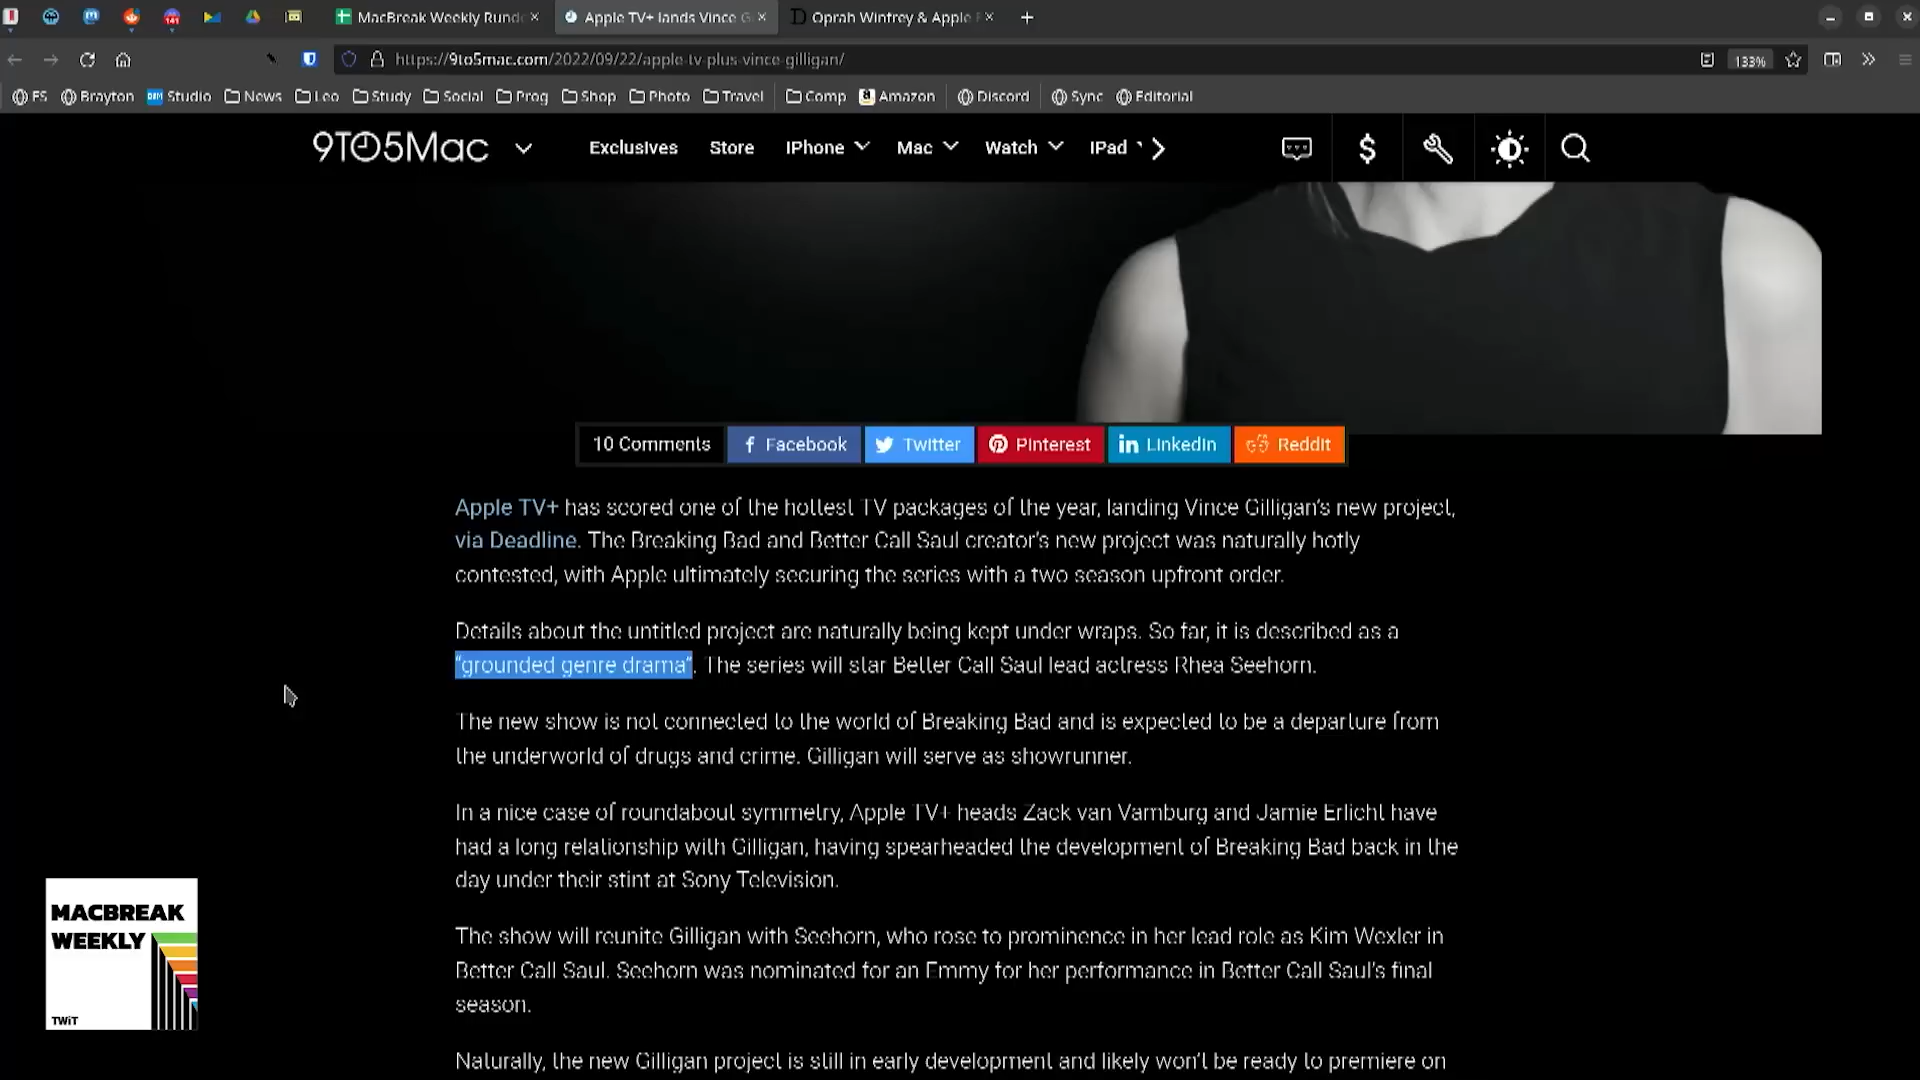 141
MacBreak Weekly Rund
Apple TV+ lands Vince G
Oprah Winfrey & Apple
https://9to5mac.com/2022/09/22/apple-tv-plus-vince-gilligan/
133%
FS
Brayton
Studio
News
Leo
Study
Social
Prog
Shop
Photo
Travel
Comp
Amazon
Discord
Sync
Editorial
9TO5Mac
Exclusives
Store
iPhone
Mac
Watch
iPad
10 Comments
Facebook
Twitter
Pinterest
LinkedIn
Reddit
Apple TV+ has scored one of the hottest TV packages of the year, landing Vince Gilligan's new project,
via Deadline. The Breaking Bad and Better Call Saul creator's new project was naturally hotly
contested, with Apple ultimately securing the series with a two season upfront order.
Details about the untitled project are naturally being kept under wraps. So far, it is described as a
“grounded genre drama”. The series will star Better Call Saul lead actress Rhea Seehorn.
The new show is not connected to the world of Breaking Bad and is expected to be a departure from
the underworld of drugs and crime. Gilligan will serve as showrunner.
In a nice case of roundabout symmetry, Apple TV+ heads Zack van Vamburg and Jamie Erlicht have
had a long relationship with Gilligan, having spearheaded the development of Breaking Bad back in the
day under their stint at Sony Television.
The show will reunite Gilligan with Seehorn, who rose to prominence in her lead role as Kim Wexler in
Better Call Saul. Seehorn was nominated for an Emmy for her performance in Better Call Saul's final
season.
Naturally, the new Gilligan project is still in early development and likely won't be ready to premiere on
MACBREAK
WEEKLY
TWiT